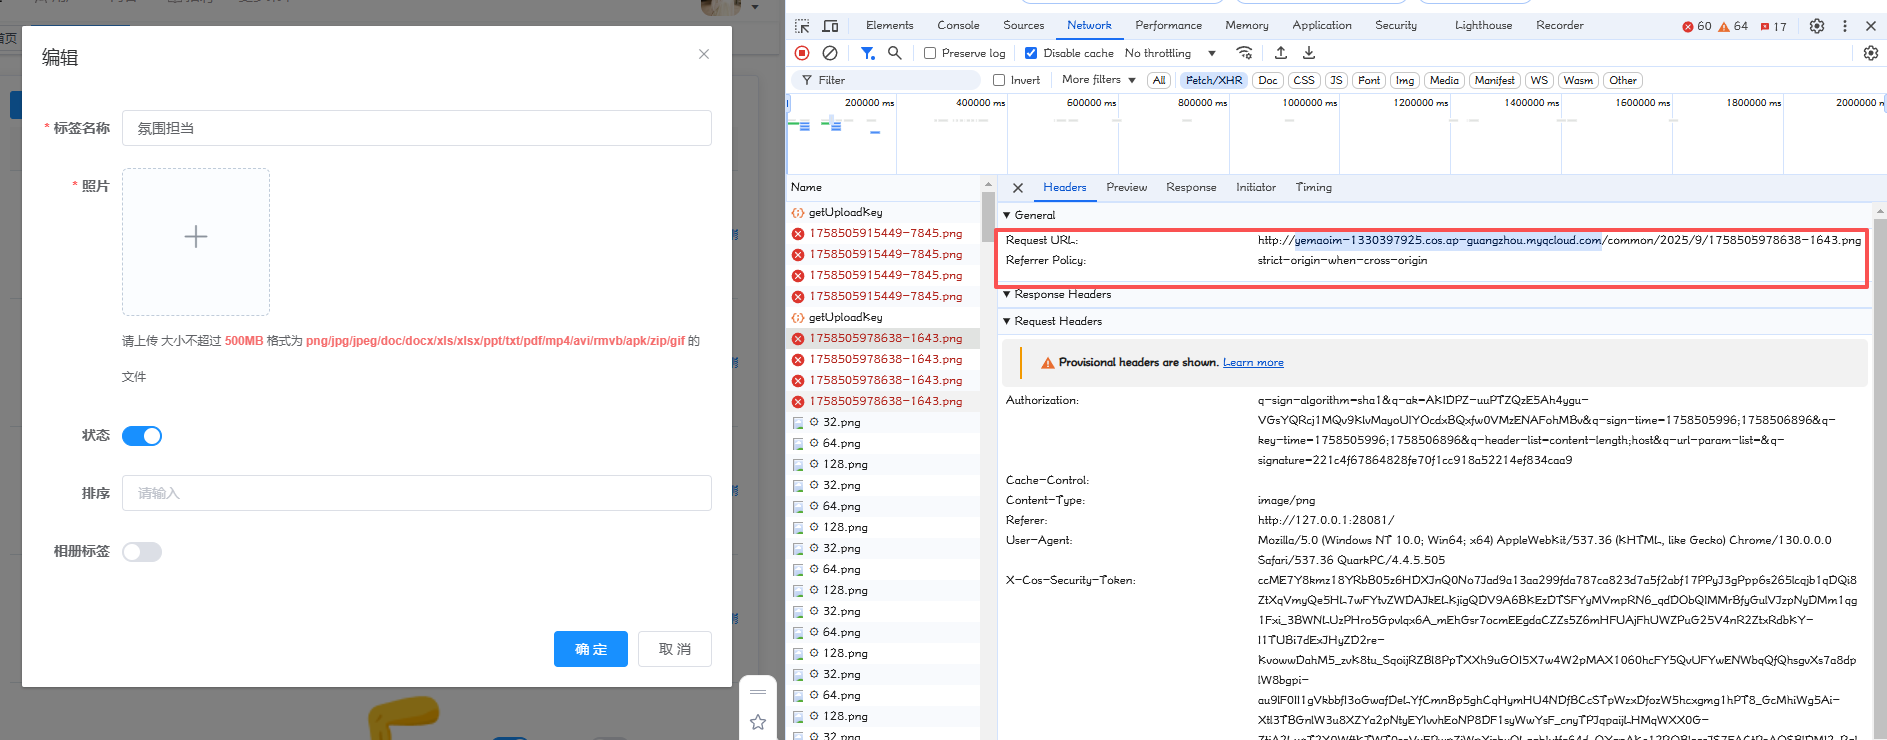 编辑
* 标签名称
氛围担当
* 照片
请上传 大小不超过 500MB 格式为 png/jpg/jpeg/doc/docx/xls/xlsx/ppt/txt/pdf/mp4/avi/rmvb/apk/zip/gif 的
文件
状态
排序
请输入
相册标签
确 定
取 消
Elements Console Sources Network Performance Memory Application Security Lighthouse Recorder 60 64 17
Preserve log Disable cache No throttling
Filter Invert More filters All Fetch/XHR Doc CSS JS Font Img Media Manifest WS Wasm Other
200000 ms 400000 ms 600000 ms 800000 ms 1000000 ms 1200000 ms 1400000 ms 1600000 ms 1800000 ms 2000000 m
Name
getUploadKey
1758505915449-7845.png
1758505915449-7845.png
1758505915449-7845.png
1758505915449-7845.png
getUploadKey
1758505978638-1643.png
1758505978638-1643.png
1758505978638-1643.png
1758505978638-1643.png
32.png
64.png
128.png
32.png
64.png
128.png
32.png
64.png
128.png
32.png
64.png
128.png
32.png
64.png
128.png
32.png
Headers Preview Response Initiator Timing
General
Request URL: http://yemaoim-1330397925.cos.ap-guangzhou.myqcloud.com/common/2025/9/1758505978638-1643.png
Referrer Policy: strict-origin-when-cross-origin
Response Headers
Request Headers
Provisional headers are shown. Learn more
Authorization: q-sign-algorithm=sha1&q-ak=AKIDPZ-uuPTZQzE5Ah4ygu-
VGsYQRcj1MQv9KlvMayoUIYOcdxBQxfw0VMzENAFohMBv&q-sign-time=1758505996;1758506896&q-
key-time=1758505996;1758506896&q-header-list=content-length;host&q-url-param-list=&q-
signature=221c4f67864828fe70f1cc918a52214ef834caa9
Cache-Control:
Content-Type: image/png
Referer: http://127.0.0.1:28081/
User-Agent: Mozilla/5.0 (Windows NT 10.0; Win64; x64) AppleWebKit/537.36 (KHTML, like Gecko) Chrome/130.0.0.0
Safari/537.36 QuarkPC/4.4.5.505
X-Cos-Security-Token: ccME7Y8kmz18YRbB05z6HDXJnQ0No7Jad9a13aa299fda787ca823d7a5f2abf17PPyJ3gPpp6s265lcqjb1qDQi8
ZtXqVmyQe5HL7wFYtvZWDAJkELKjigQDV9A6BKEzDTSFYyMVmpRN6_qdDObQIMMrBfyGulVJzpNyDMm1qg
1Fxi_3BWNLUzPHro5Gpvlqx6A_mEhGsr7ocmEEgdaCZZs5Z6mHFUAjFhUWZPuG25V4nR2ZtxRdbKY-
l1TUBi7dExJHyZD2re-
KvowwDahM5_zvK8tu_SqoijRZBl8PpTXXh9uGOI5X7w4W2pMAX1060hcFY5QvUFYwENWbqQfQhsgvXs7a8dp
lW8bgpi-
au9IF0II1gVkbbfI3oGwafDeLYfCmnBp5ghCqHymHU4NDfBCcSTpWzxDfozW5hcxgmg1hPT8_GcMhiWg5Ai-
Xtl3TBGnlW3u8XZYa2pNtyEYlvvhEoNP8DF1syWwYsF_cnyTPJqpaijLHMqWXX0G-